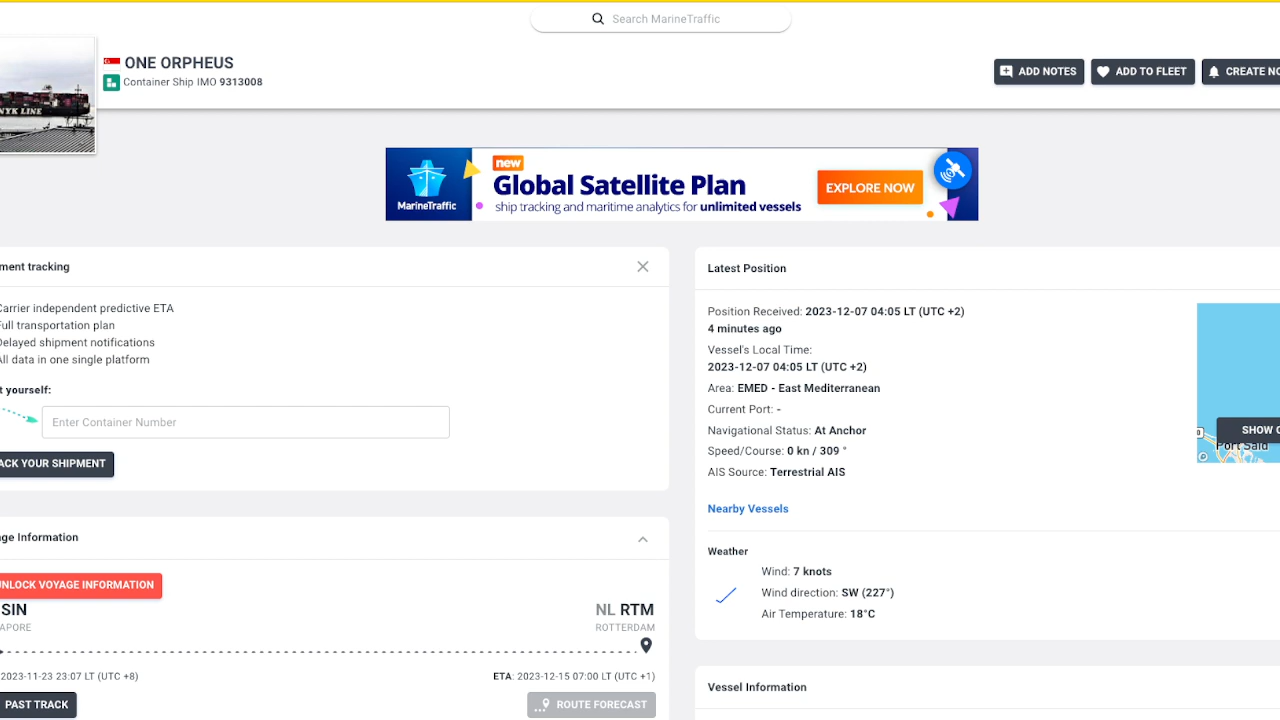 Search MarineTraffic
ONE ORPHEUS
Container Ship IMO 9313008
NYK LINE
ADD NOTES
ADD TO FLEET
CREATE NO
MarineTraffic
new
Global Satellite Plan
ship tracking and maritime analytics for unlimited vessels
EXPLORE NOW
ment tracking
Carrier independent predictive ETA
Full transportation plan
Delayed shipment notifications
All data in one single platform
t yourself:
Enter Container Number
ACK YOUR SHIPMENT
ge Information
UNLOCK VOYAGE INFORMATION
SIN
APORE
NL RTM
ROTTERDAM
2023-11-23 23:07 LT (UTC +8)
ETA: 2023-12-15 07:00 LT (UTC +1)
PAST TRACK
ROUTE FORECAST
Latest Position
Position Received: 2023-12-07 04:05 LT (UTC +2)
4 minutes ago
Vessel's Local Time:
2023-12-07 04:05 LT (UTC +2)
Area: EMED - East Mediterranean
Current Port: -
Navigational Status: At Anchor
Speed/Course: 0 kn / 309 °
AIS Source: Terrestrial AIS
SHOW O
Port Said
Nearby Vessels
Weather
Wind: 7 knots
Wind direction: SW (227°)
Air Temperature: 18°C
Vessel Information